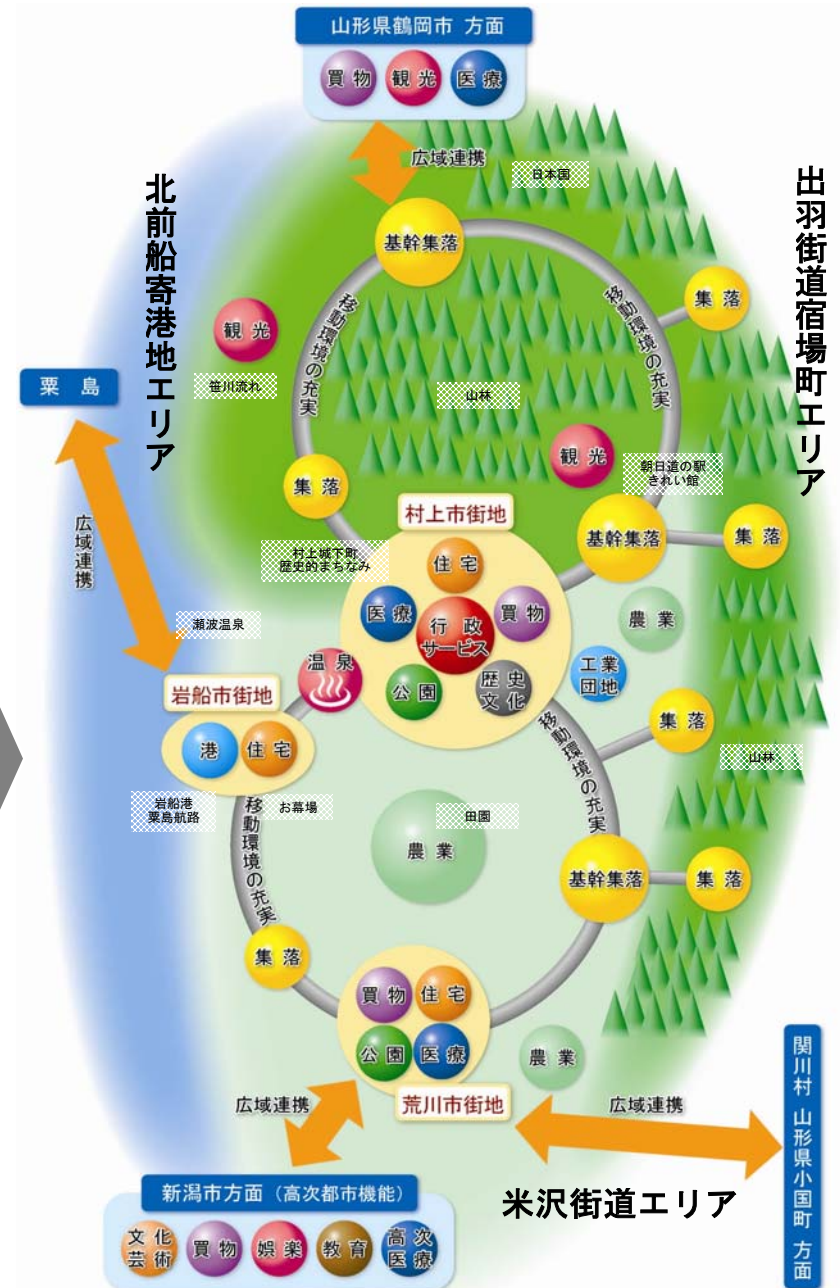 山形県鶴岡市 方面
買物
観光
医療
広域連携
日本国
北前船寄港地エリア
出羽街道宿場町エリア
基幹集落
移動環境の充実
移動環境の充実
集落
観光
笹川流れ
粟島
山林
観光
朝日道の駅
きれい館
集落
村上市街地
基幹集落
集落
広域連携
村上城下町
歴史的まちなみ
住宅
医療
行政
サービス
買物
公園
歴史
文化
農業
瀬波温泉
温泉
工業
団地
岩船市街地
港
住宅
移動環境の充実
集落
山林
岩船港
粟島航路
お幕場
移動環境の充実
田園
農業
基幹集落
集落
集落
買物
住宅
公園
医療
農業
荒川市街地
広域連携
広域連携
関川村 山形県小国町 方面
米沢街道エリア
新潟市方面（高次都市機能）
文化
芸術
買物
娯楽
教育
高次
医療